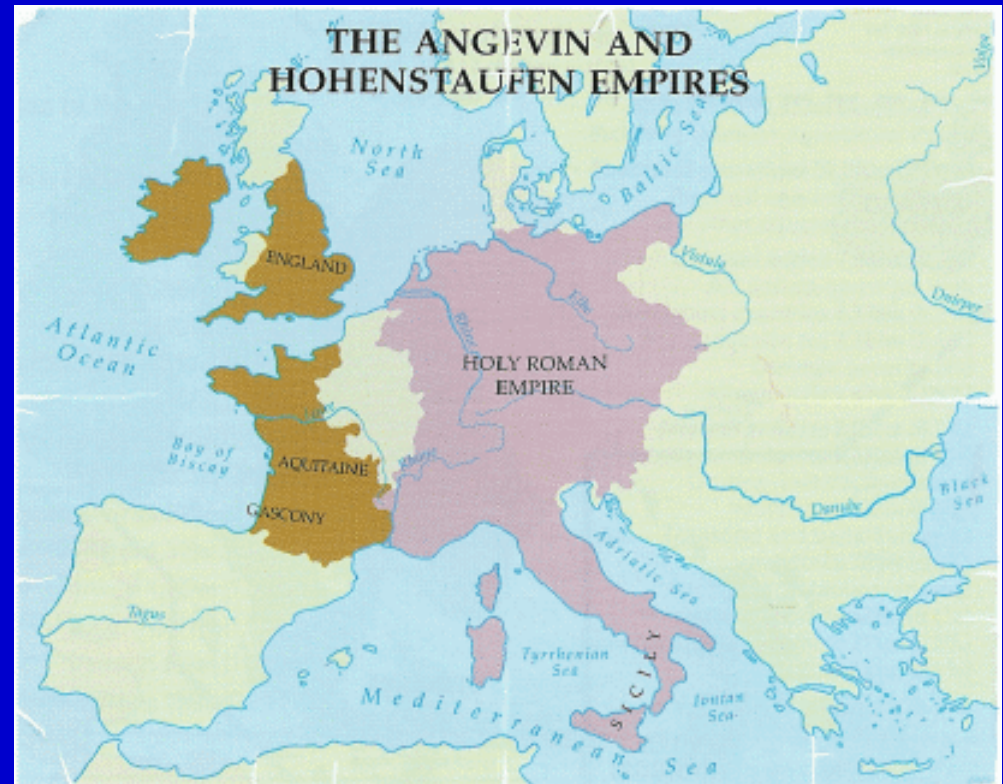 THE ANGEVIN AND
HOHENSTAUFEN EMPIRES
Volga
North
Sea
Baltic Sea
ENGLAND
Vistula
Elbe
Dnieper
Atlantic
Ocean
Rhine
HOLY ROMAN
EMPIRE
Loire
Bay of
Biscay
AQUITAINE
Rhone
GASCONY
Black
Sea
Danube
Adriatic Sea
Tagus
SICILY
Tyrrhenian
Sea
Ionian
Sea
Mediterranean Sea